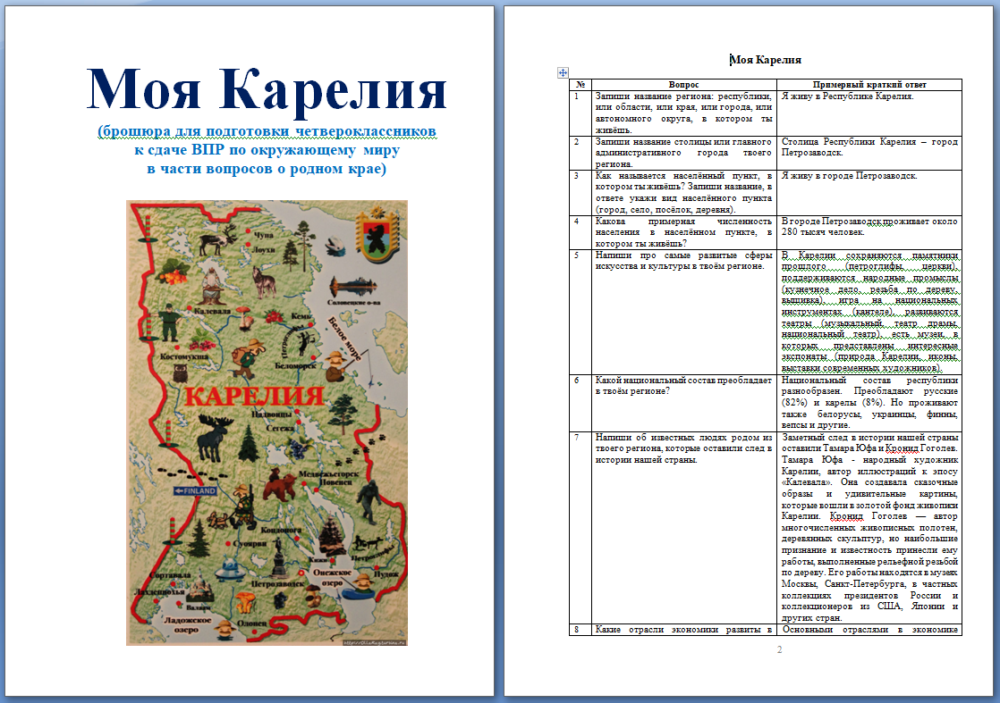 Моя Карелия
(брошюра для подготовки четвероклассников
к сдаче ВПР по окружающему миру
в части вопросов о родном крае)
Чупа
Лоухи
Соловецкие о-ва
Калевала
Кемь
Белое море
Костомукша
Беломорск
КАРЕЛИЯ
Надвоицы
Сегежа
Медвежьегорск
Повенец
FINLAND
Кондопога
Суоярви
Кижи
Петроглифы
Сортавала
Онежское
озеро
Пудож
Лахденпохья
Петрозаводск
Валаам
Ладожское
озеро
Олонец
Моя Карелия
№ Вопрос Примерный краткий ответ
1 Запиши название региона: республики, Я живу в Республике Карелия.
или области, или края, или города, или
автономного округа, в котором ты
живёшь.
2 Запиши название столицы или главного Столица Республики Карелия – город
административного города твоего Петрозаводск.
региона.
3 Как называется населённый пункт, в Я живу в городе Петрозаводск.
котором ты живёшь? Запиши название, в
ответе укажи вид населённого пункта
(город, село, посёлок, деревня).
4 Какова примерная численность В городе Петрозаводск проживает около
населения в населённом пункте, в 280 тысяч человек.
котором ты живёшь?
5 Напиши про самые развитые сферы В Карелии сохраняются памятники
искусства и культуры в твоём регионе. прошлого (петроглифы, церкви),
поддерживаются народные промыслы
(кузнечное дело, резьба по дереву,
вышивка), игра на национальных
инструментах (кантеле), развиваются
театры (музыкальный, театр драмы,
национальный театр), есть музеи, в
которых представлены интересные
экспонаты (природа Карелии, иконы,
выставки современных художников).
6 Какой национальный состав преобладает Национальный состав республики
в твоём регионе? разнообразен. Преобладают русские
(82%) и карелы (8%). Но проживают
также белорусы, украинцы, финны,
вепсы и другие.
7 Напиши об известных людях родом из Заметный след в истории нашей страны
твоего региона, которые оставили след в оставили Тамара Юфа и Кронид Гоголев.
истории нашей страны. Тамара Юфа - народный художник
Карелии, автор иллюстраций к эпосу
«Калевала». Она создавала сказочные
образы и удивительные картины,
которые вошли в золотой фонд живописи
Карелии. Кронид Гоголев — автор
многочисленных живописных полотен,
деревянных скульптур, но наибольшие
признание и известность принесли ему
работы, выполненные рельефной резьбой
по дереву. Его работы находятся в музеях
Москвы, Санкт-Петербурга, в частных
коллекциях президентов России и
коллекционеров из США, Японии и
других стран.
8 Какие отрасли экономики развиты в Основными отраслями в экономике
2